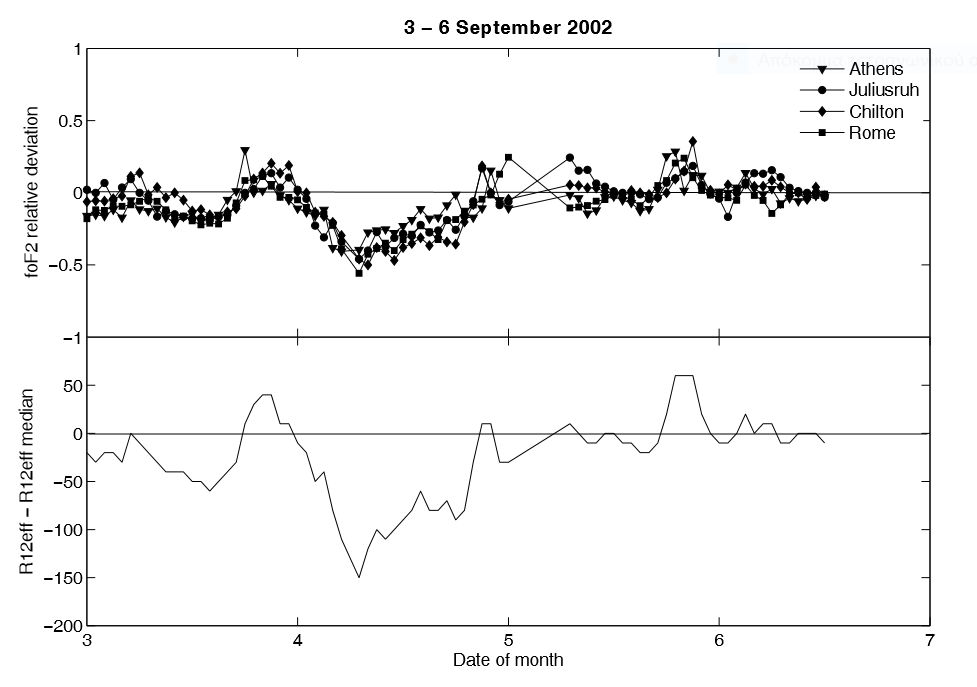 3 – 6 September 2002
1
0.5
0
−0.5
−1
foF2 relative deviation
Athens
Juliusruh
Chilton
Rome
50
0
−50
−100
−150
−200
R12eff − R12eff median
3
4
5
6
7
Date of month